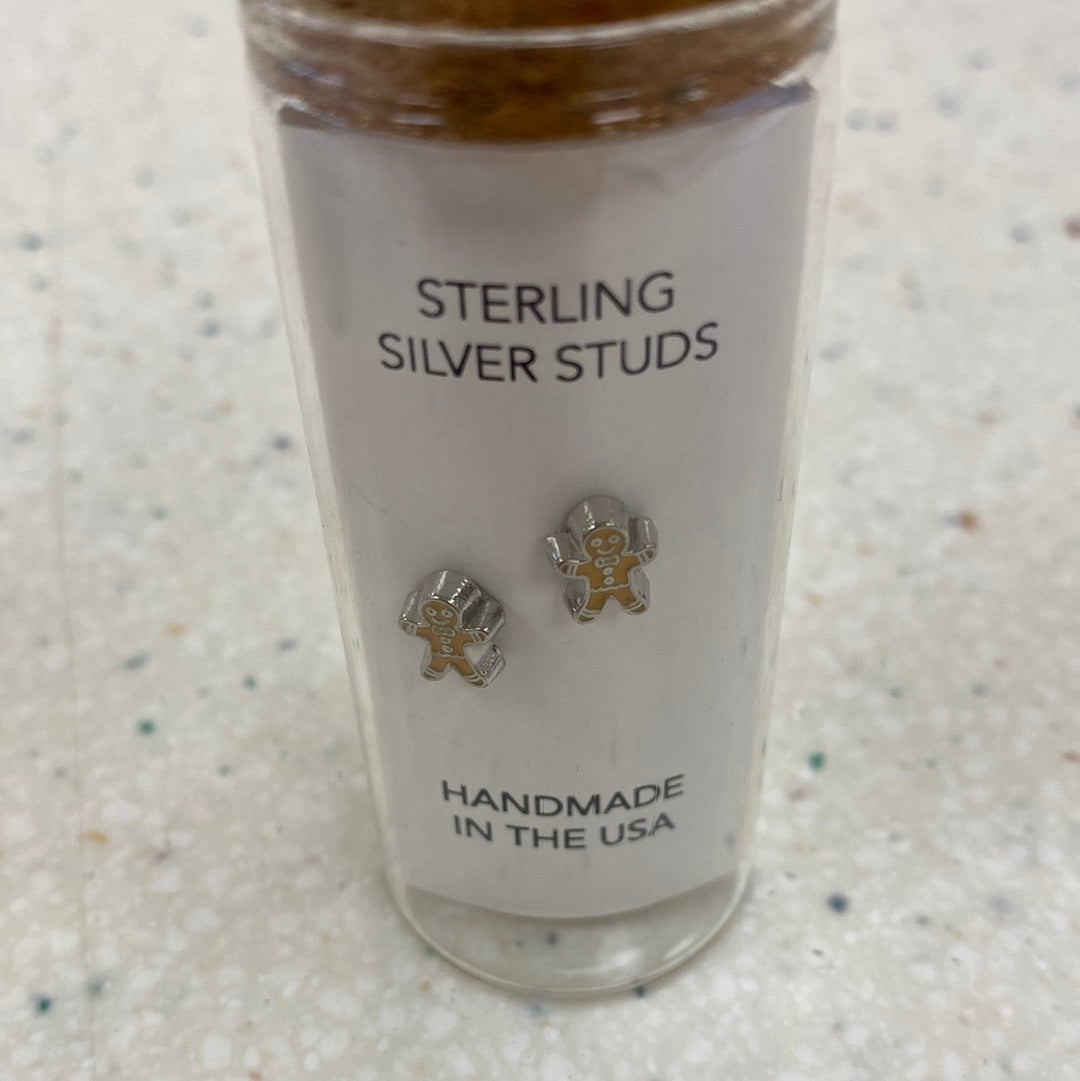 STERLING
SILVER STUDS
HANDMADE
IN THE USA